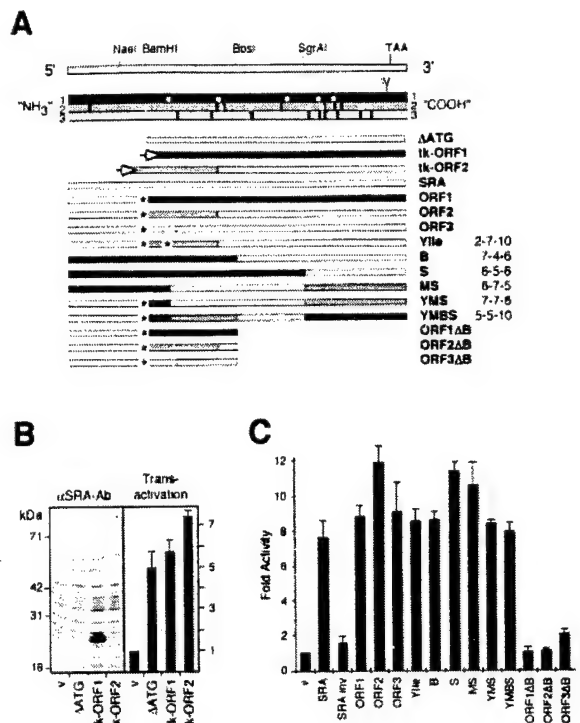 A
NaeI BamHI BbsI SgrAI TAA
5' 3'
"NH3" 1 2 3 "COOH" 1 2 3
ΔATG
tk-ORF1
tk-ORF2
SRA
* ORF1
* ORF2
* ORF3
* * YIIe 2-7-10
B 7-4-6
S 6-5-6
MS 6-7-5
* YMS 7-7-8
* YMBS 5-5-10
* ORF1ΔB
* ORF2ΔB
* ORF3ΔB
B
αSRA-Ab Trans-activation
kDa
71
42
31
18
7
5
3
1
v ΔATG tk-ORF1 tk-ORF2 v ΔATG tk-ORF1 tk-ORF2
C
Fold Activity
14
12
10
8
6
4
2
0
v SRA SRA inv ORF1 ORF2 ORF3 YIIe B S MS YMS YMBS ORF1ΔB ORF2ΔB ORF3ΔB